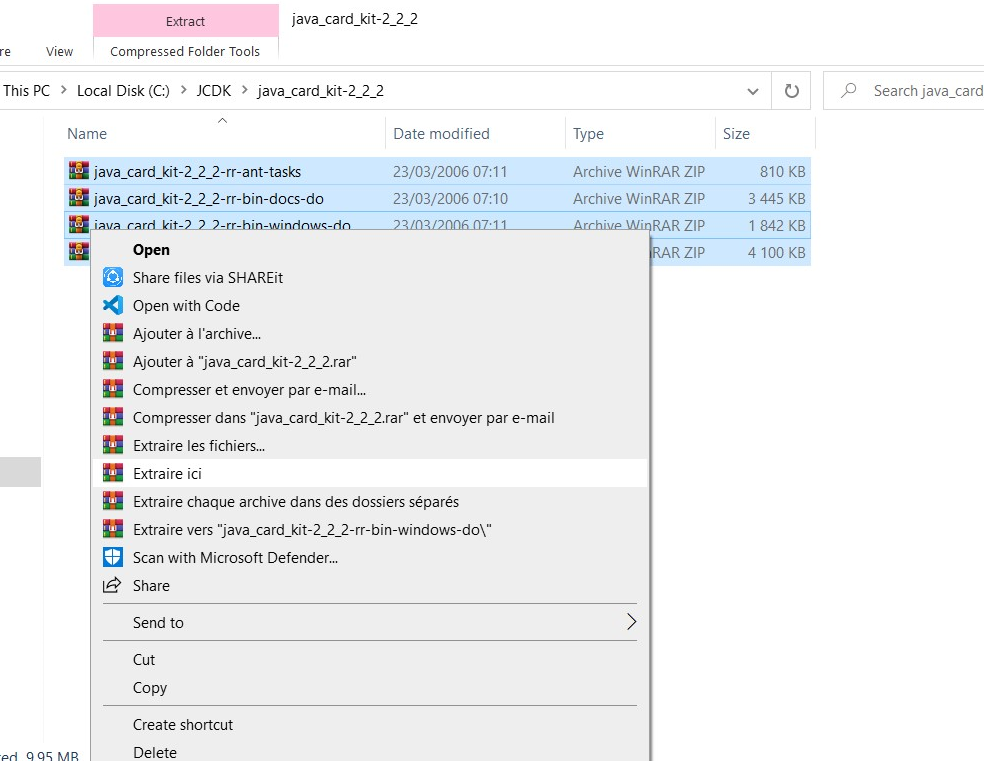 Extract
java_card_kit-2_2_2
View
Compressed Folder Tools
This PC > Local Disk (C:) > JCDK > java_card_kit-2_2_2
Search java_card
Name
Date modified
Type
Size
java_card_kit-2_2_2-rr-ant-tasks 23/03/2006 07:11 Archive WinRAR ZIP 810 KB
java_card_kit-2_2_2-rr-bin-docs-do 23/03/2006 07:10 Archive WinRAR ZIP 3 445 KB
java_card_kit-2_2_2-rr-bin-windows-do 23/03/2006 07:11 Archive WinRAR ZIP 1 842 KB
RAR ZIP 4 100 KB
Open
Share files via SHAREit
Open with Code
Ajouter à l'archive...
Ajouter à "java_card_kit-2_2_2.rar"
Compresser et envoyer par e-mail...
Compresser dans "java_card_kit-2_2_2.rar" et envoyer par e-mail
Extraire les fichiers...
Extraire ici
Extraire chaque archive dans des dossiers séparés
Extraire vers "java_card_kit-2_2_2-rr-bin-windows-do\"
Scan with Microsoft Defender...
Share
Send to
Cut
Copy
Create shortcut
Delete
9,95 MB